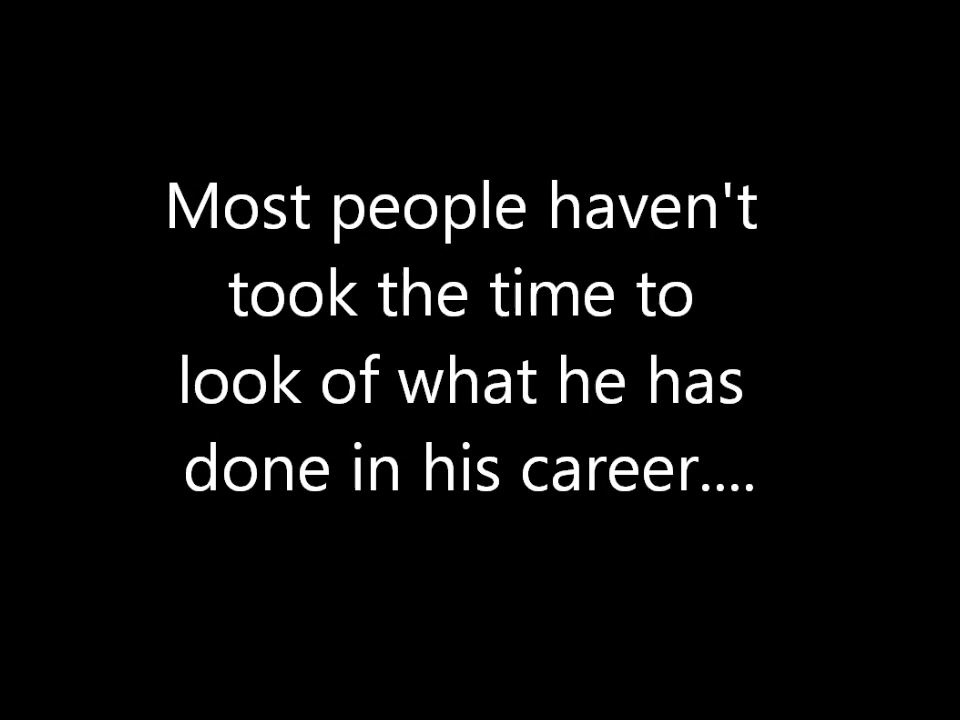 Most people haven't
took the time to
look of what he has
done in his career....